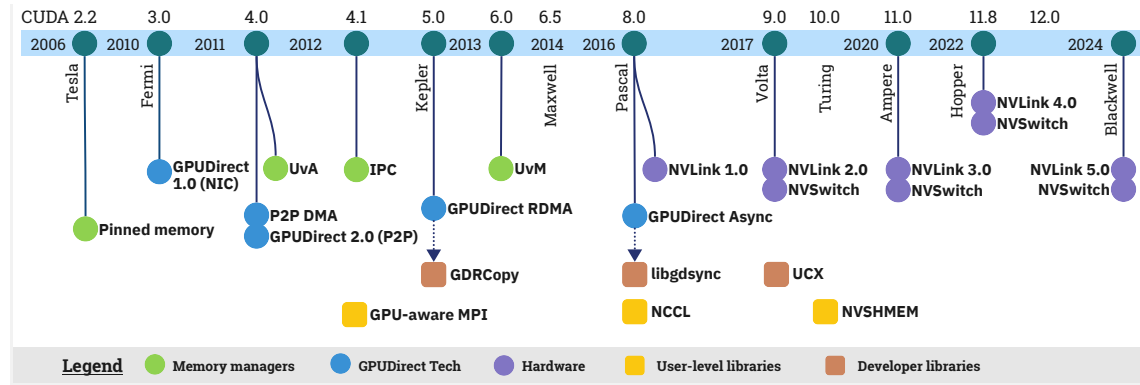 CUDA 2.2 3.0 4.0 4.1 5.0 6.0 6.5 8.0 9.0 10.0 11.0 11.8 12.0
2006 2010 2011 2012 2013 2014 2016 2017 2020 2022 2024
Tesla
Fermi
Kepler
Maxwell
Pascal
Volta
Turing
Ampere
Hopper
Blackwell
NVLink 4.0
NVSwitch
GPUDirect
1.0 (NIC)
UvA
IPC
UvM
NVLink 1.0
NVLink 2.0
NVSwitch
NVLink 3.0
NVSwitch
NVLink 5.0
NVSwitch
Pinned memory
P2P DMA
GPUDirect 2.0 (P2P)
GPUDirect RDMA
GPUDirect Async
GDRCopy
libgdsync
UCX
GPU-aware MPI
NCCL
NVSHMEM
Legend Memory managers GPUDirect Tech Hardware User-level libraries Developer libraries